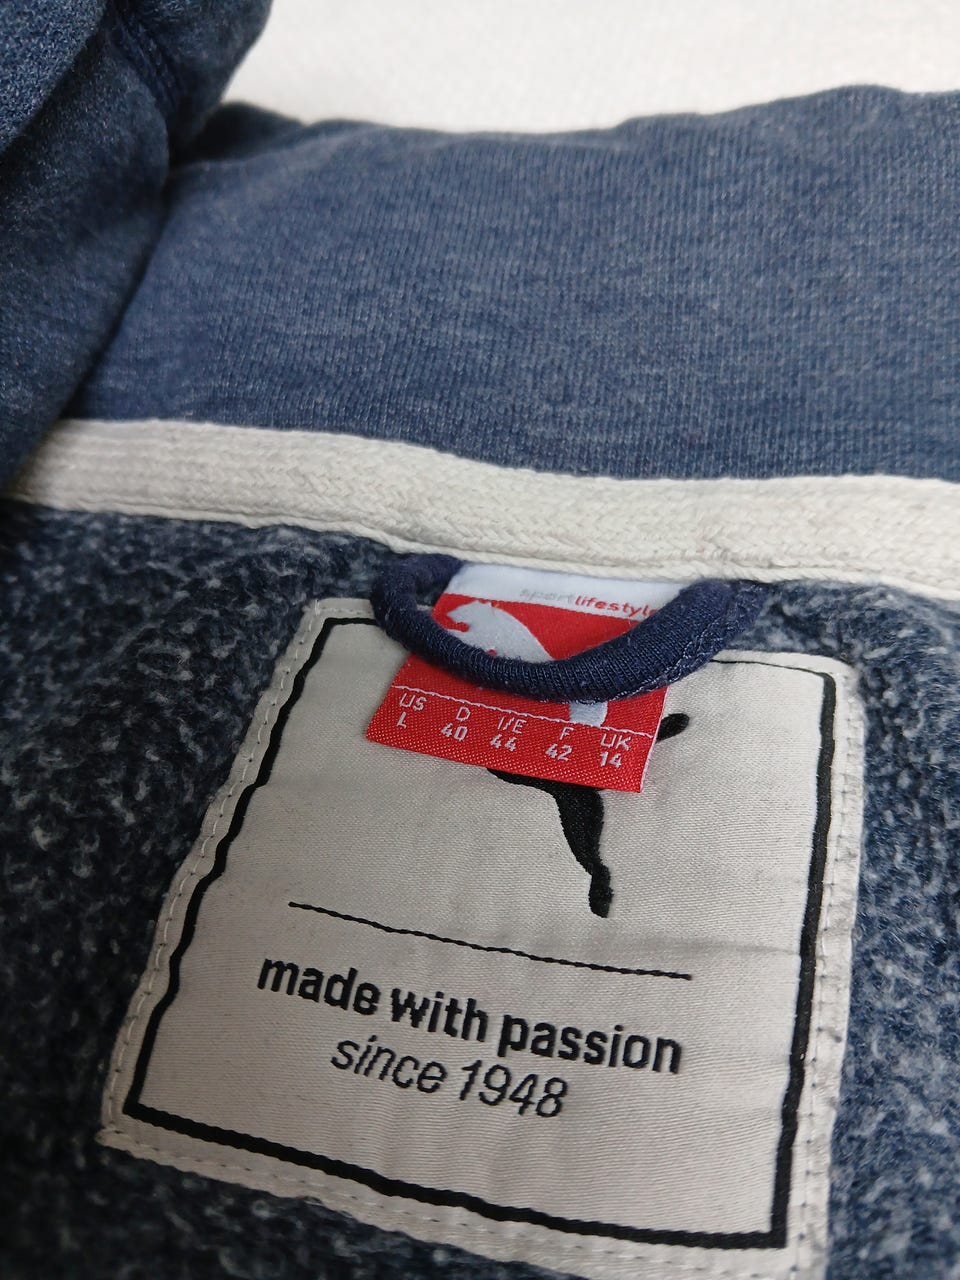 sportlifestyle
US D I/E F UK
L 40 44 42 14
made with passion
since 1948